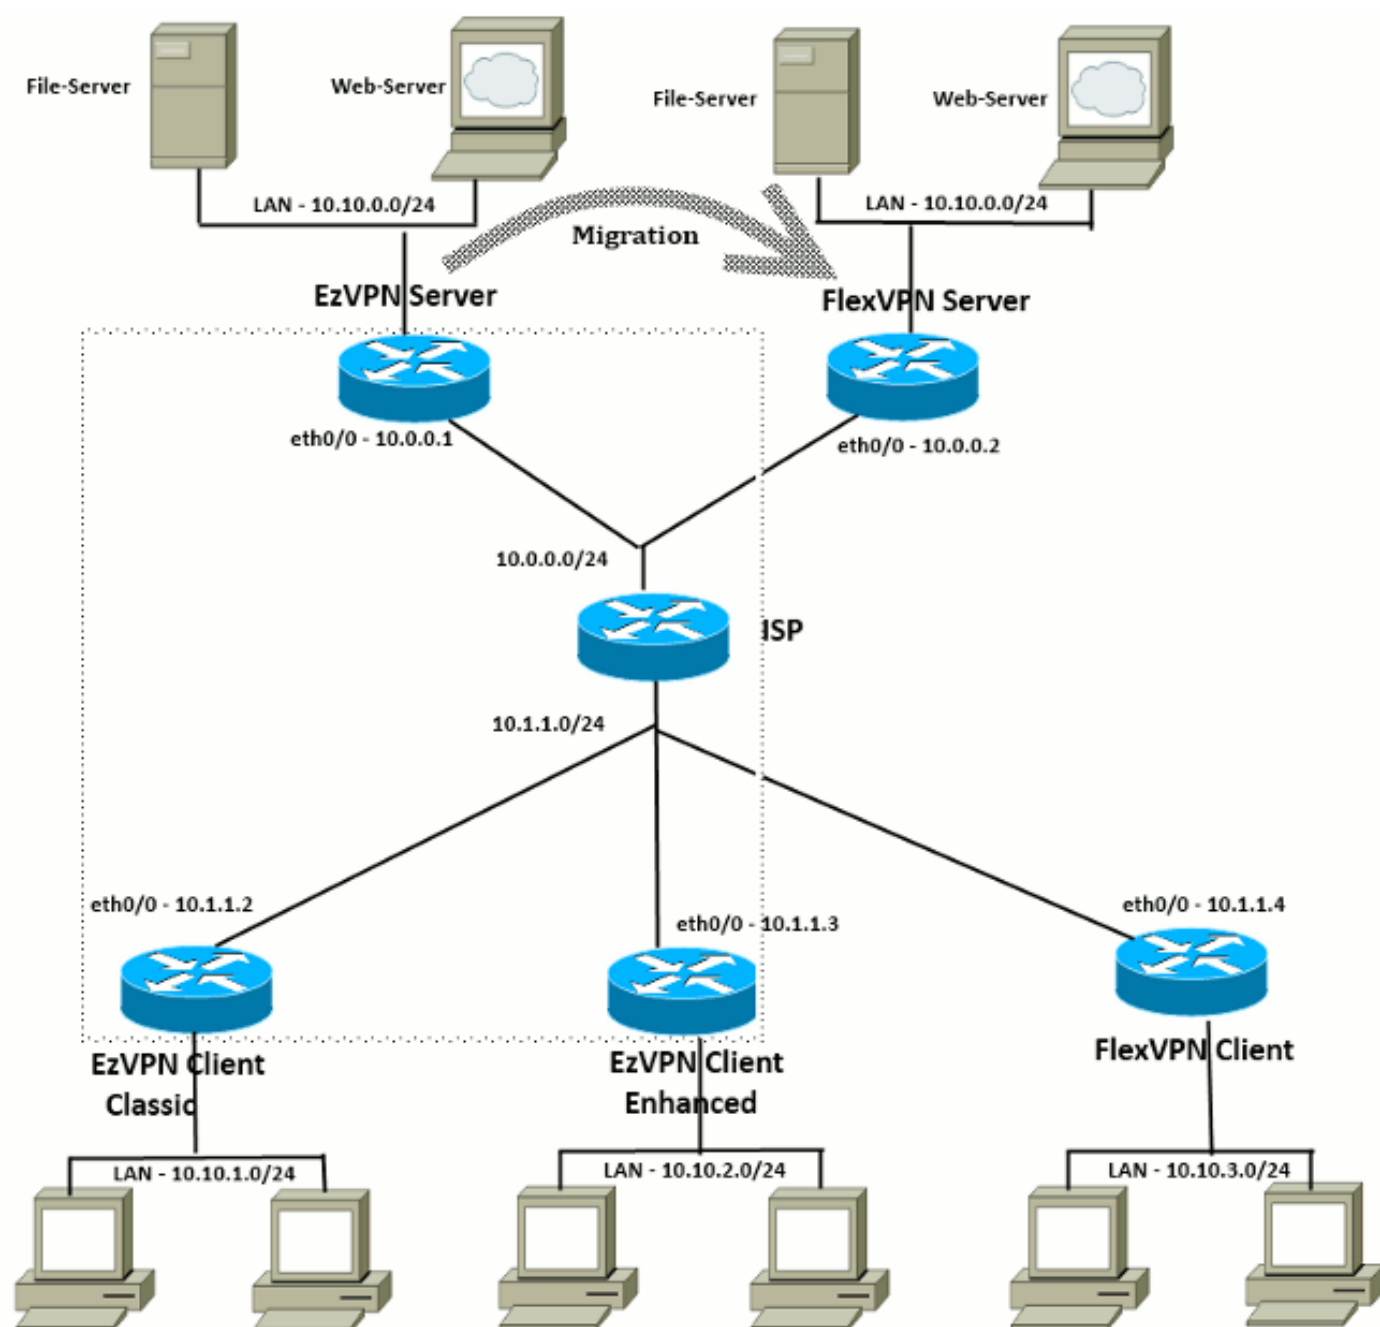 File-Server
Web-Server
File-Server
Web-Server
LAN - 10.10.0.0/24
LAN - 10.10.0.0/24
Migration
EzVPN Server
FlexVPN Server
eth0/0 - 10.0.0.1
eth0/0 - 10.0.0.2
10.0.0.0/24
ISP
10.1.1.0/24
eth0/0 - 10.1.1.2
eth0/0 - 10.1.1.3
eth0/0 - 10.1.1.4
EzVPN Client
Classic
EzVPN Client
Enhanced
FlexVPN Client
LAN - 10.10.1.0/24
LAN - 10.10.2.0/24
LAN - 10.10.3.0/24